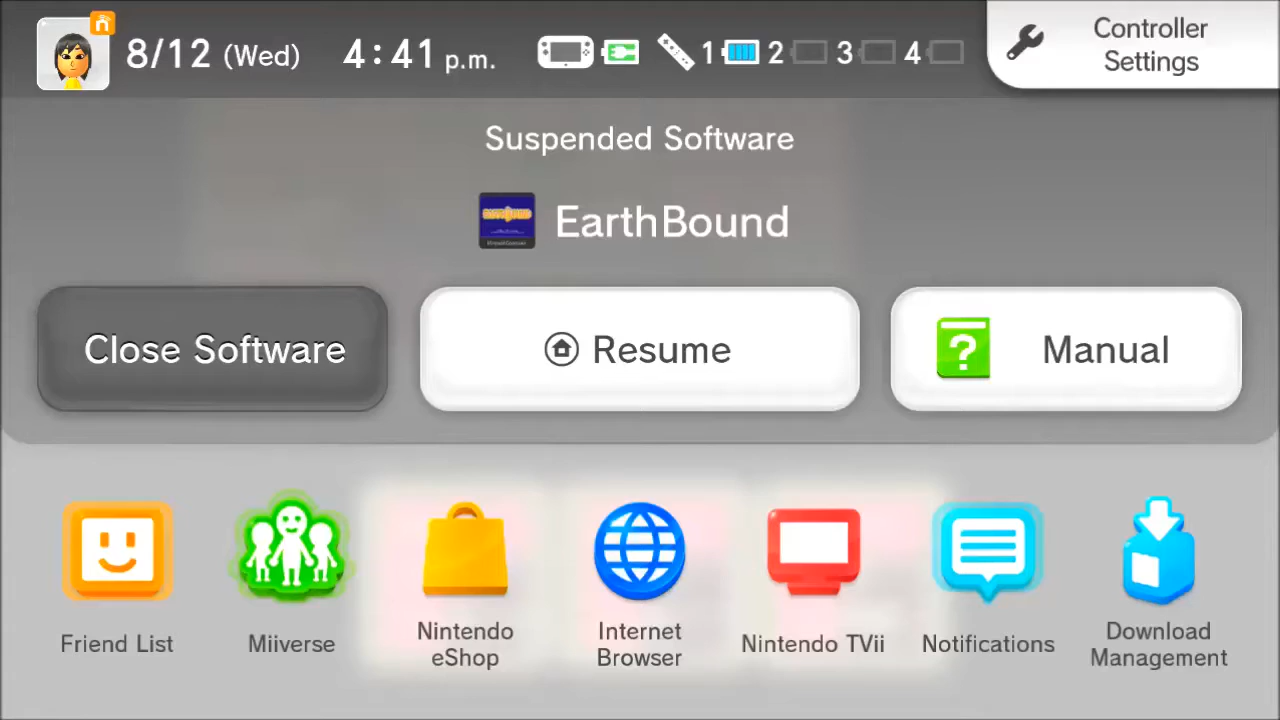 8/12 (Wed) 4:41 p.m. 1 2 3 4
Controller
Settings
Suspended Software
EarthBound
Close Software
Resume
? Manual
Friend List
Miiverse
Nintendo
eShop
Internet
Browser
Nintendo TVii
Notifications
Download
Management